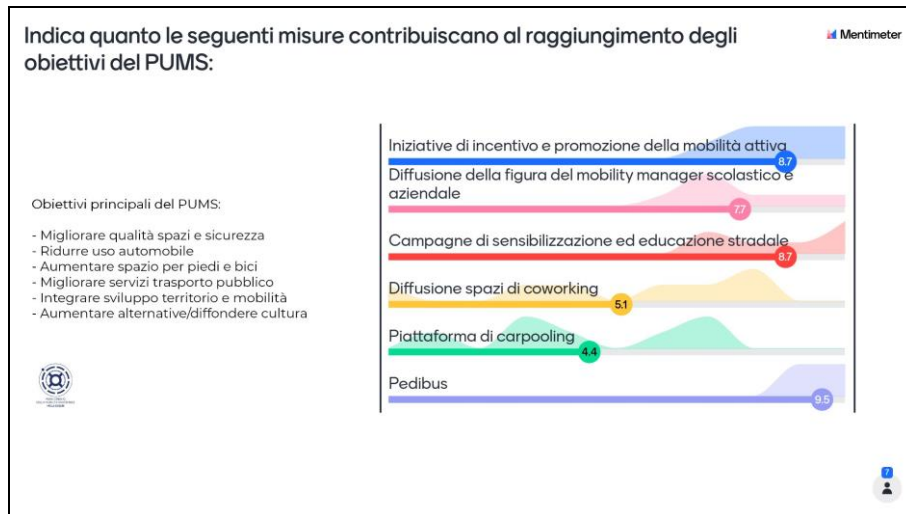 Indica quanto le seguenti misure contribuiscano al raggiungimento degli
obiettivi del PUMS:
Mentimeter
Obiettivi principali del PUMS:
- Migliorare qualità spazi e sicurezza
- Ridurre uso automobile
- Aumentare spazio per piedi e bici
- Migliorare servizi trasporto pubblico
- Integrare sviluppo territorio e mobilità
- Aumentare alternative/diffondere cultura
Iniziative di incentivo e promozione della mobilità attiva
8.7
Diffusione della figura del mobility manager scolastico e
aziendale
7.7
Campagne di sensibilizzazione ed educazione stradale
8.7
Diffusione spazi di coworking
5.1
Piattaforma di carpooling
4.4
Pedibus
9.5
7